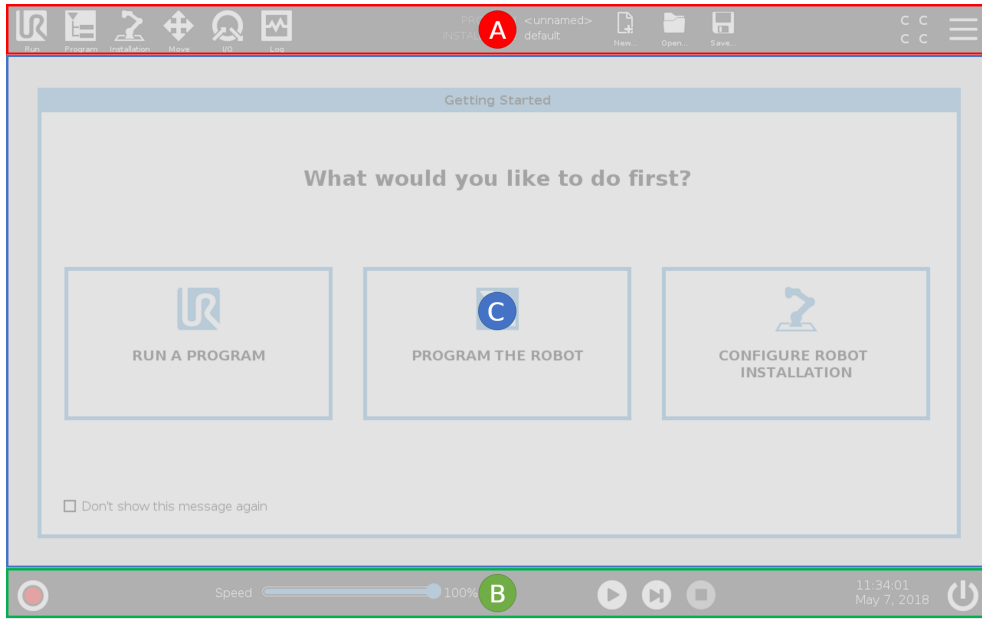 PR <unnamed>
INSTAL default
Run Program Installation Move I/O Log New... Open... Save...
C C
C C
A
Getting Started
What would you like to do first?
C
RUN A PROGRAM
PROGRAM THE ROBOT
CONFIGURE ROBOT
INSTALLATION
Don't show this message again
Speed 100%
B
11:34:01
May 7, 2018